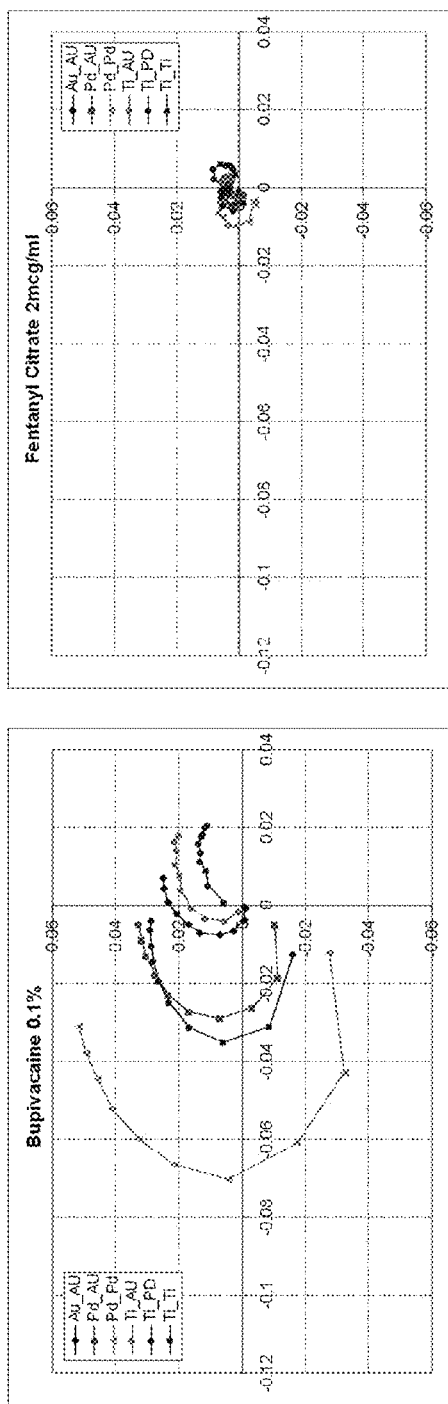 Bupivacaine 0.1%
Au_AU
Pd_AU
Pd_Pd
Ti_AU
Ti_PD
Ti_Ti
0.06
0.04
0.02
-0.12 -0.1 -0.08 -0.06 -0.04 -0.02 0 0.02 0.04
-0.02
-0.04
-0.06
Fentanyl Citrate 2mcg/ml
Au_AU
Pd_AU
Pd_Pd
Ti_AU
Ti_PD
Ti_Ti
0.06
0.04
0.02
-0.12 -0.1 -0.08 -0.06 -0.04 -0.02 0 0.02 0.04
-0.02
-0.04
-0.06